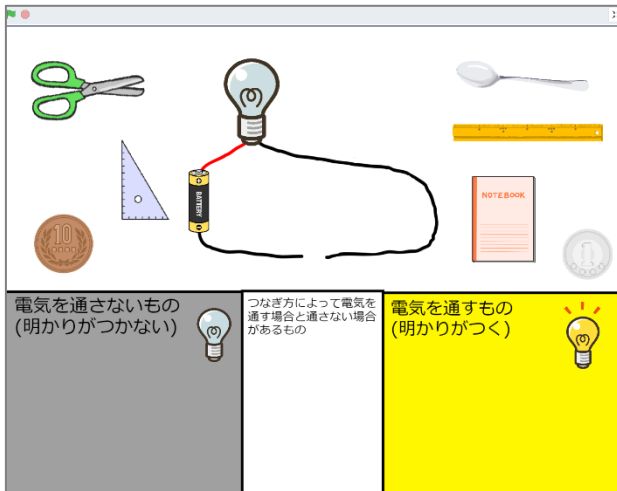 10
BATTERY
NOTEBOOK
1
電気を通さないもの
(明かりがつかない)
つなぎ方によって電気を
通す場合と通さない場合
があるもの
電気を通すもの
(明かりがつく)